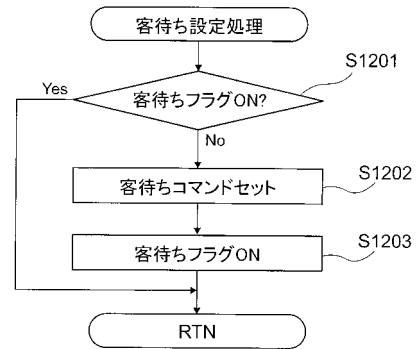 客待ち設定処理
S1201
客待ちフラグON?
Yes
No
S1202
客待ちコマンドセット
S1203
客待ちフラグON
RTN